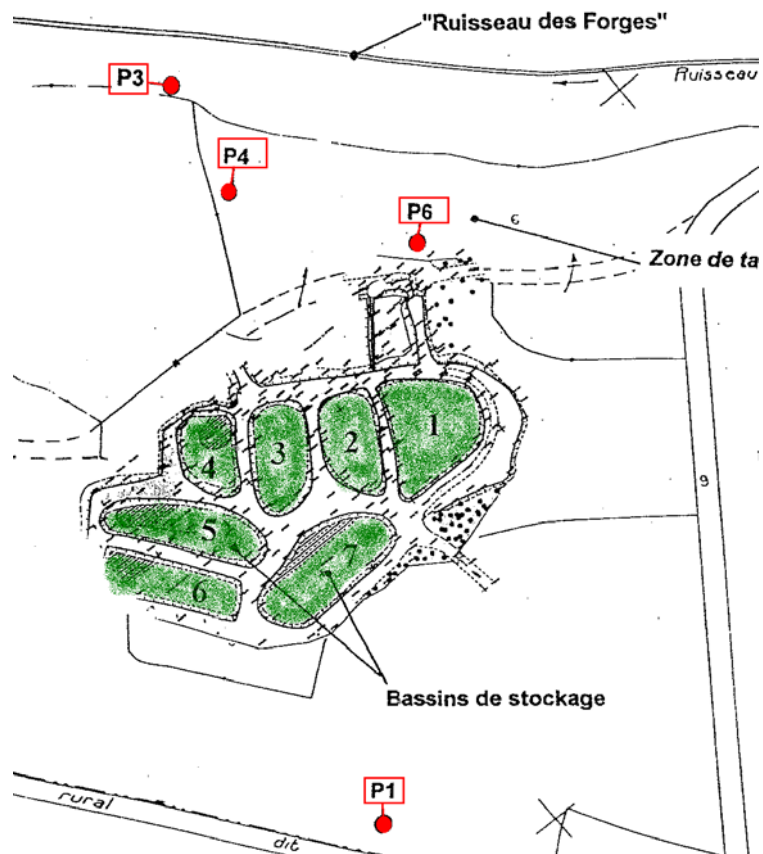 "Ruisseau des Forges"
Ruisseau
P3
P4
P6
6
Zone de ta
1
2
3
4
5
6
7
9
Bassins de stockage
P1
rural
dit